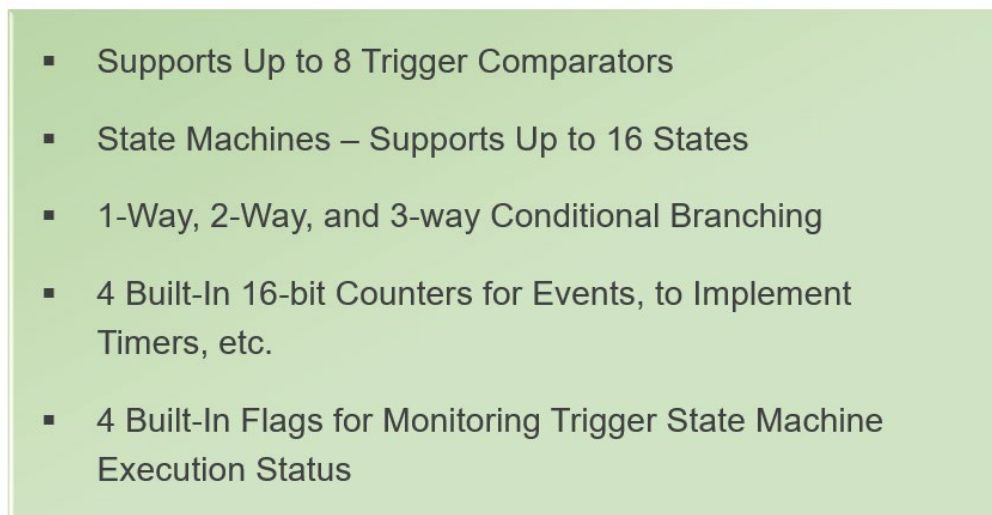 ▪ Supports Up to 8 Trigger Comparators
▪ State Machines – Supports Up to 16 States
▪ 1-Way, 2-Way, and 3-way Conditional Branching
▪ 4 Built-In 16-bit Counters for Events, to Implement
Timers, etc.
▪ 4 Built-In Flags for Monitoring Trigger State Machine
Execution Status